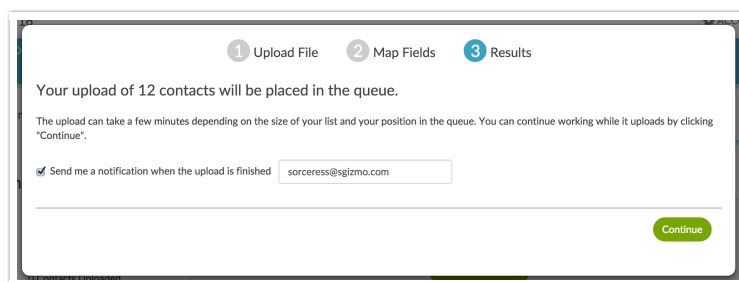 1 Upload File 2 Map Fields 3 Results
Your upload of 12 contacts will be placed in the queue.
The upload can take a few minutes depending on the size of your list and your position in the queue. You can continue working while it uploads by clicking
"Continue".
Send me a notification when the upload is finished sorceress@sgizmo.com
Continue
0 Contacts Uploaded